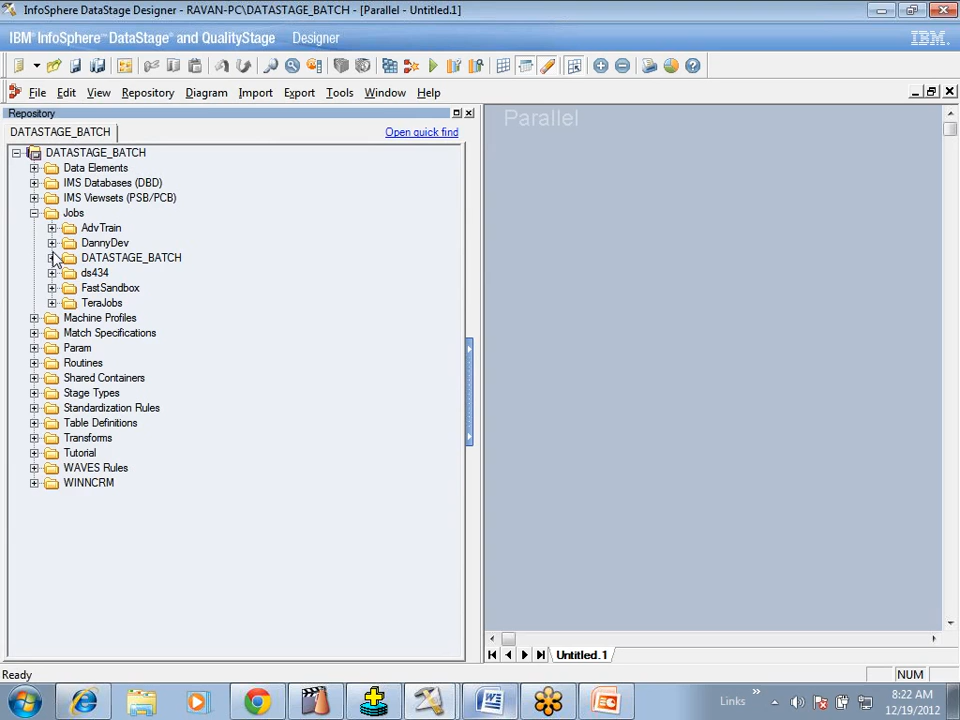 InfoSphere DataStage Designer - RAVAN-PC\DATASTAGE_BATCH - [Parallel - Untitled.1]
IBM® InfoSphere™ DataStage® and QualityStage Designer
IBM
File Edit View Repository Diagram Import Export Tools Window Help
Repository
DATASTAGE_BATCH
Open quick find
DATASTAGE_BATCH
Data Elements
IMS Databases (DBD)
IMS Viewsets (PSB/PCB)
Jobs
AdvTrain
DannyDev
DATASTAGE_BATCH
ds434
FastSandbox
TeraJobs
Machine Profiles
Match Specifications
Param
Routines
Shared Containers
Stage Types
Standardization Rules
Table Definitions
Transforms
Tutorial
WAVES Rules
WINNCRM
Parallel
Untitled.1
Ready
NUM
Links
8:22 AM
12/19/2012